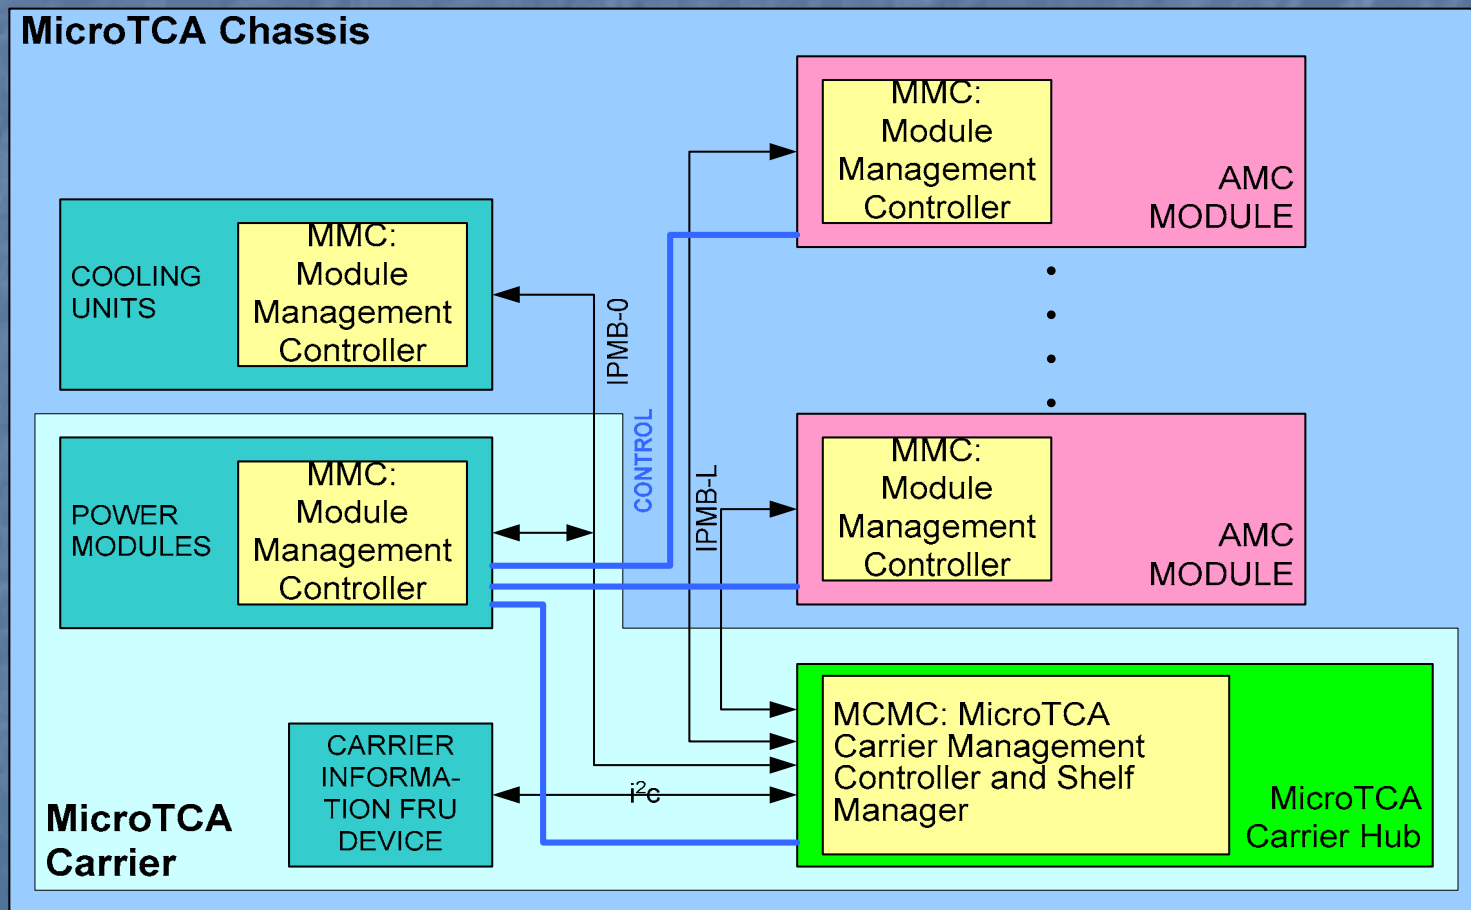 MicroTCA Chassis
MMC:
Module
Management
Controller
AMC
MODULE
COOLING
UNITS
MMC:
Module
Management
Controller
IPMB-0
CONTROL
IPMB-L
POWER
MODULES
MMC:
Module
Management
Controller
MMC:
Module
Management
Controller
AMC
MODULE
CARRIER
INFORMA-
TION FRU
DEVICE
i²c
MCMC: MicroTCA
Carrier Management
Controller and Shelf
Manager
MicroTCA
Carrier Hub
MicroTCA
Carrier